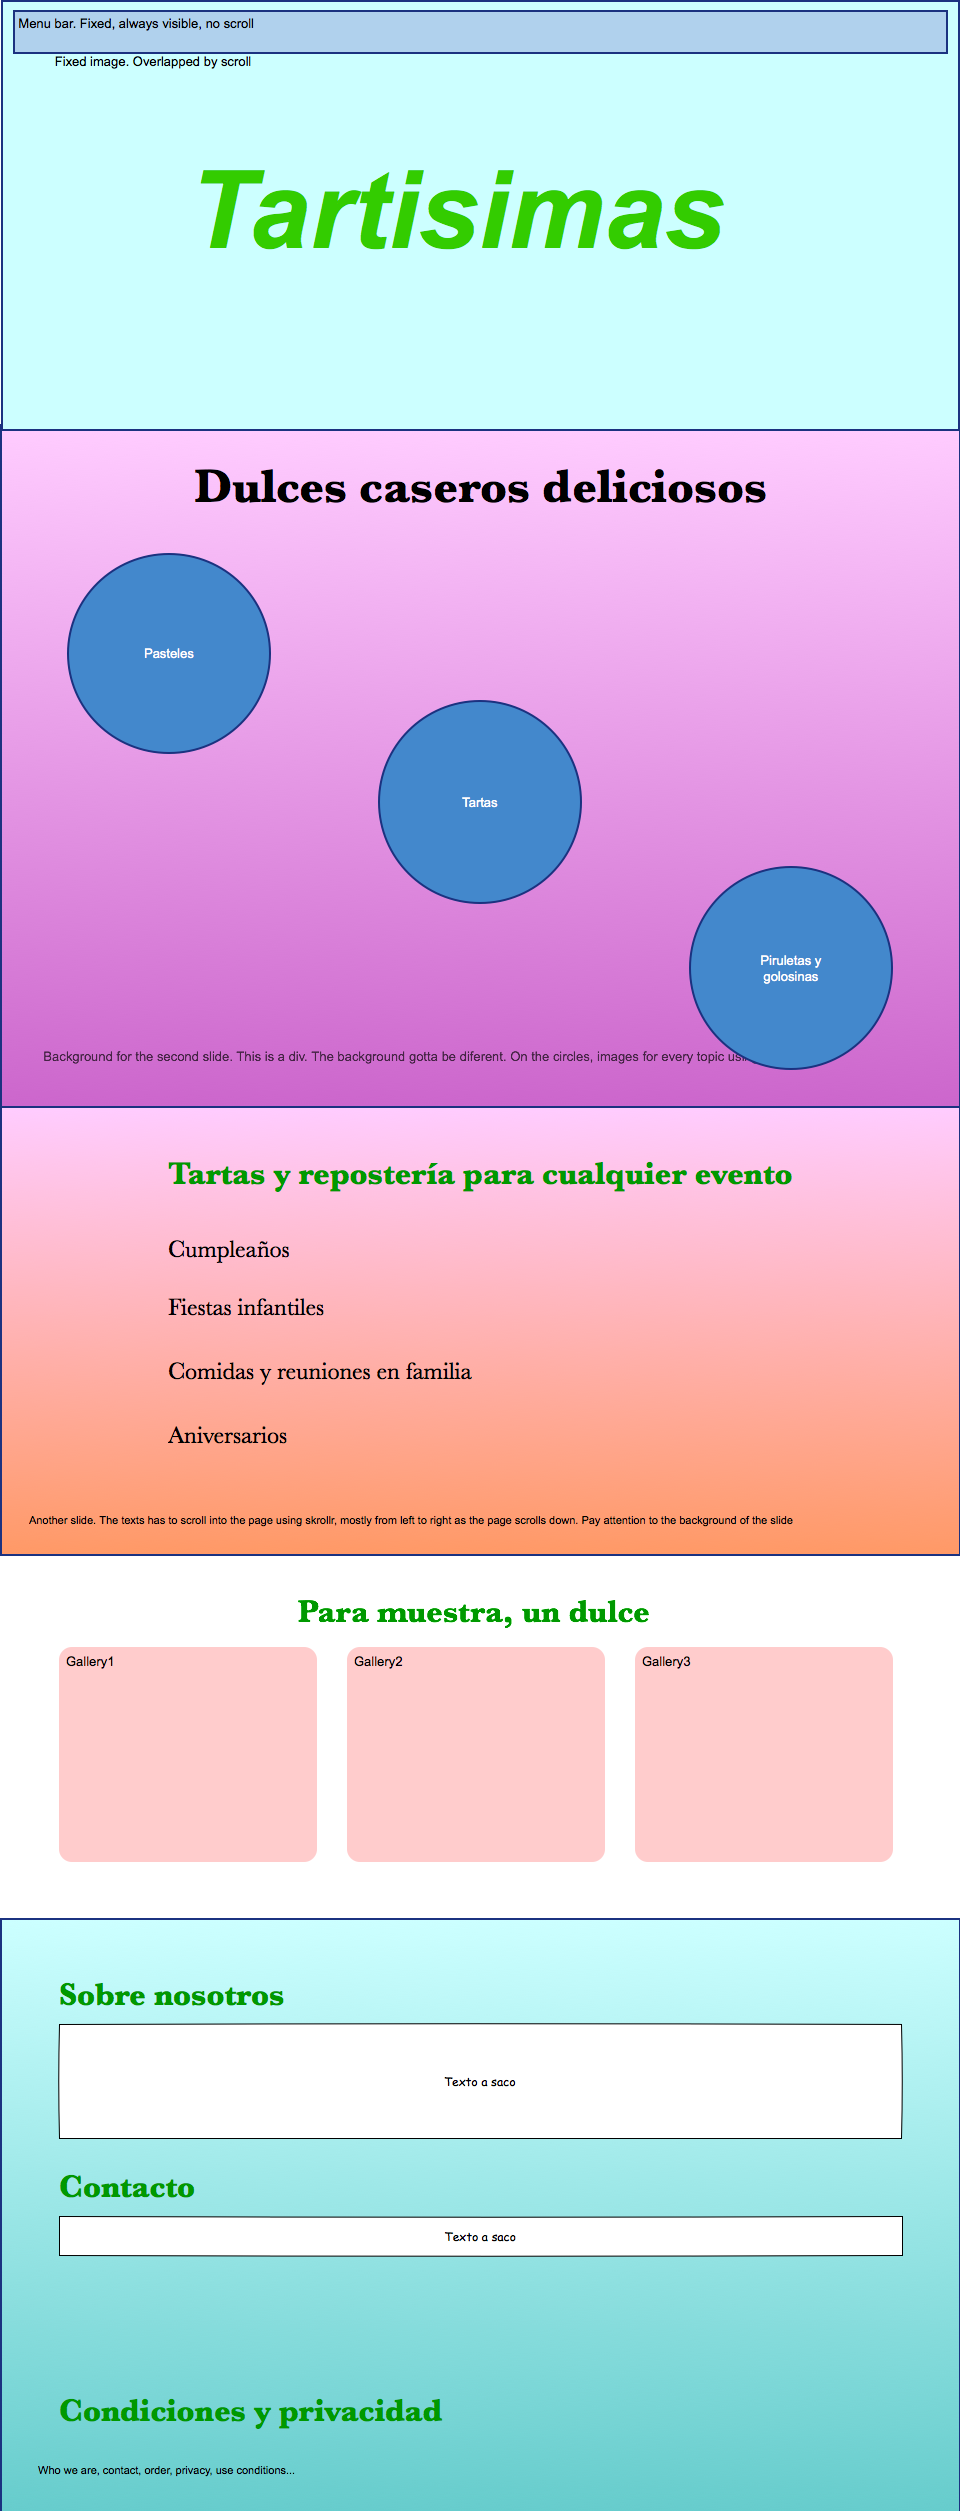 Menu bar. Fixed, always visible, no scroll
Fixed image. Overlapped by scroll
Tartisimas
Dulces caseros deliciosos
Pasteles
Tartas
Piruletas y
golosinas
Background for the second slide. This is a div. The background gotta be diferent. On the circles, images for every topic
Tartas y repostería para cualquier evento
Cumpleaños
Fiestas infantiles
Comidas y reuniones en familia
Aniversarios
Another slide. The texts has to scroll into the page using skrollr, mostly from left to right as the page scrolls down. Pay attention to the background of the slide
Para muestra, un dulce
Gallery1
Gallery2
Gallery3
Sobre nosotros
Texto a saco
Contacto
Texto a saco
Condiciones y privacidad
Who we are, contact, order, privacy, use conditions...